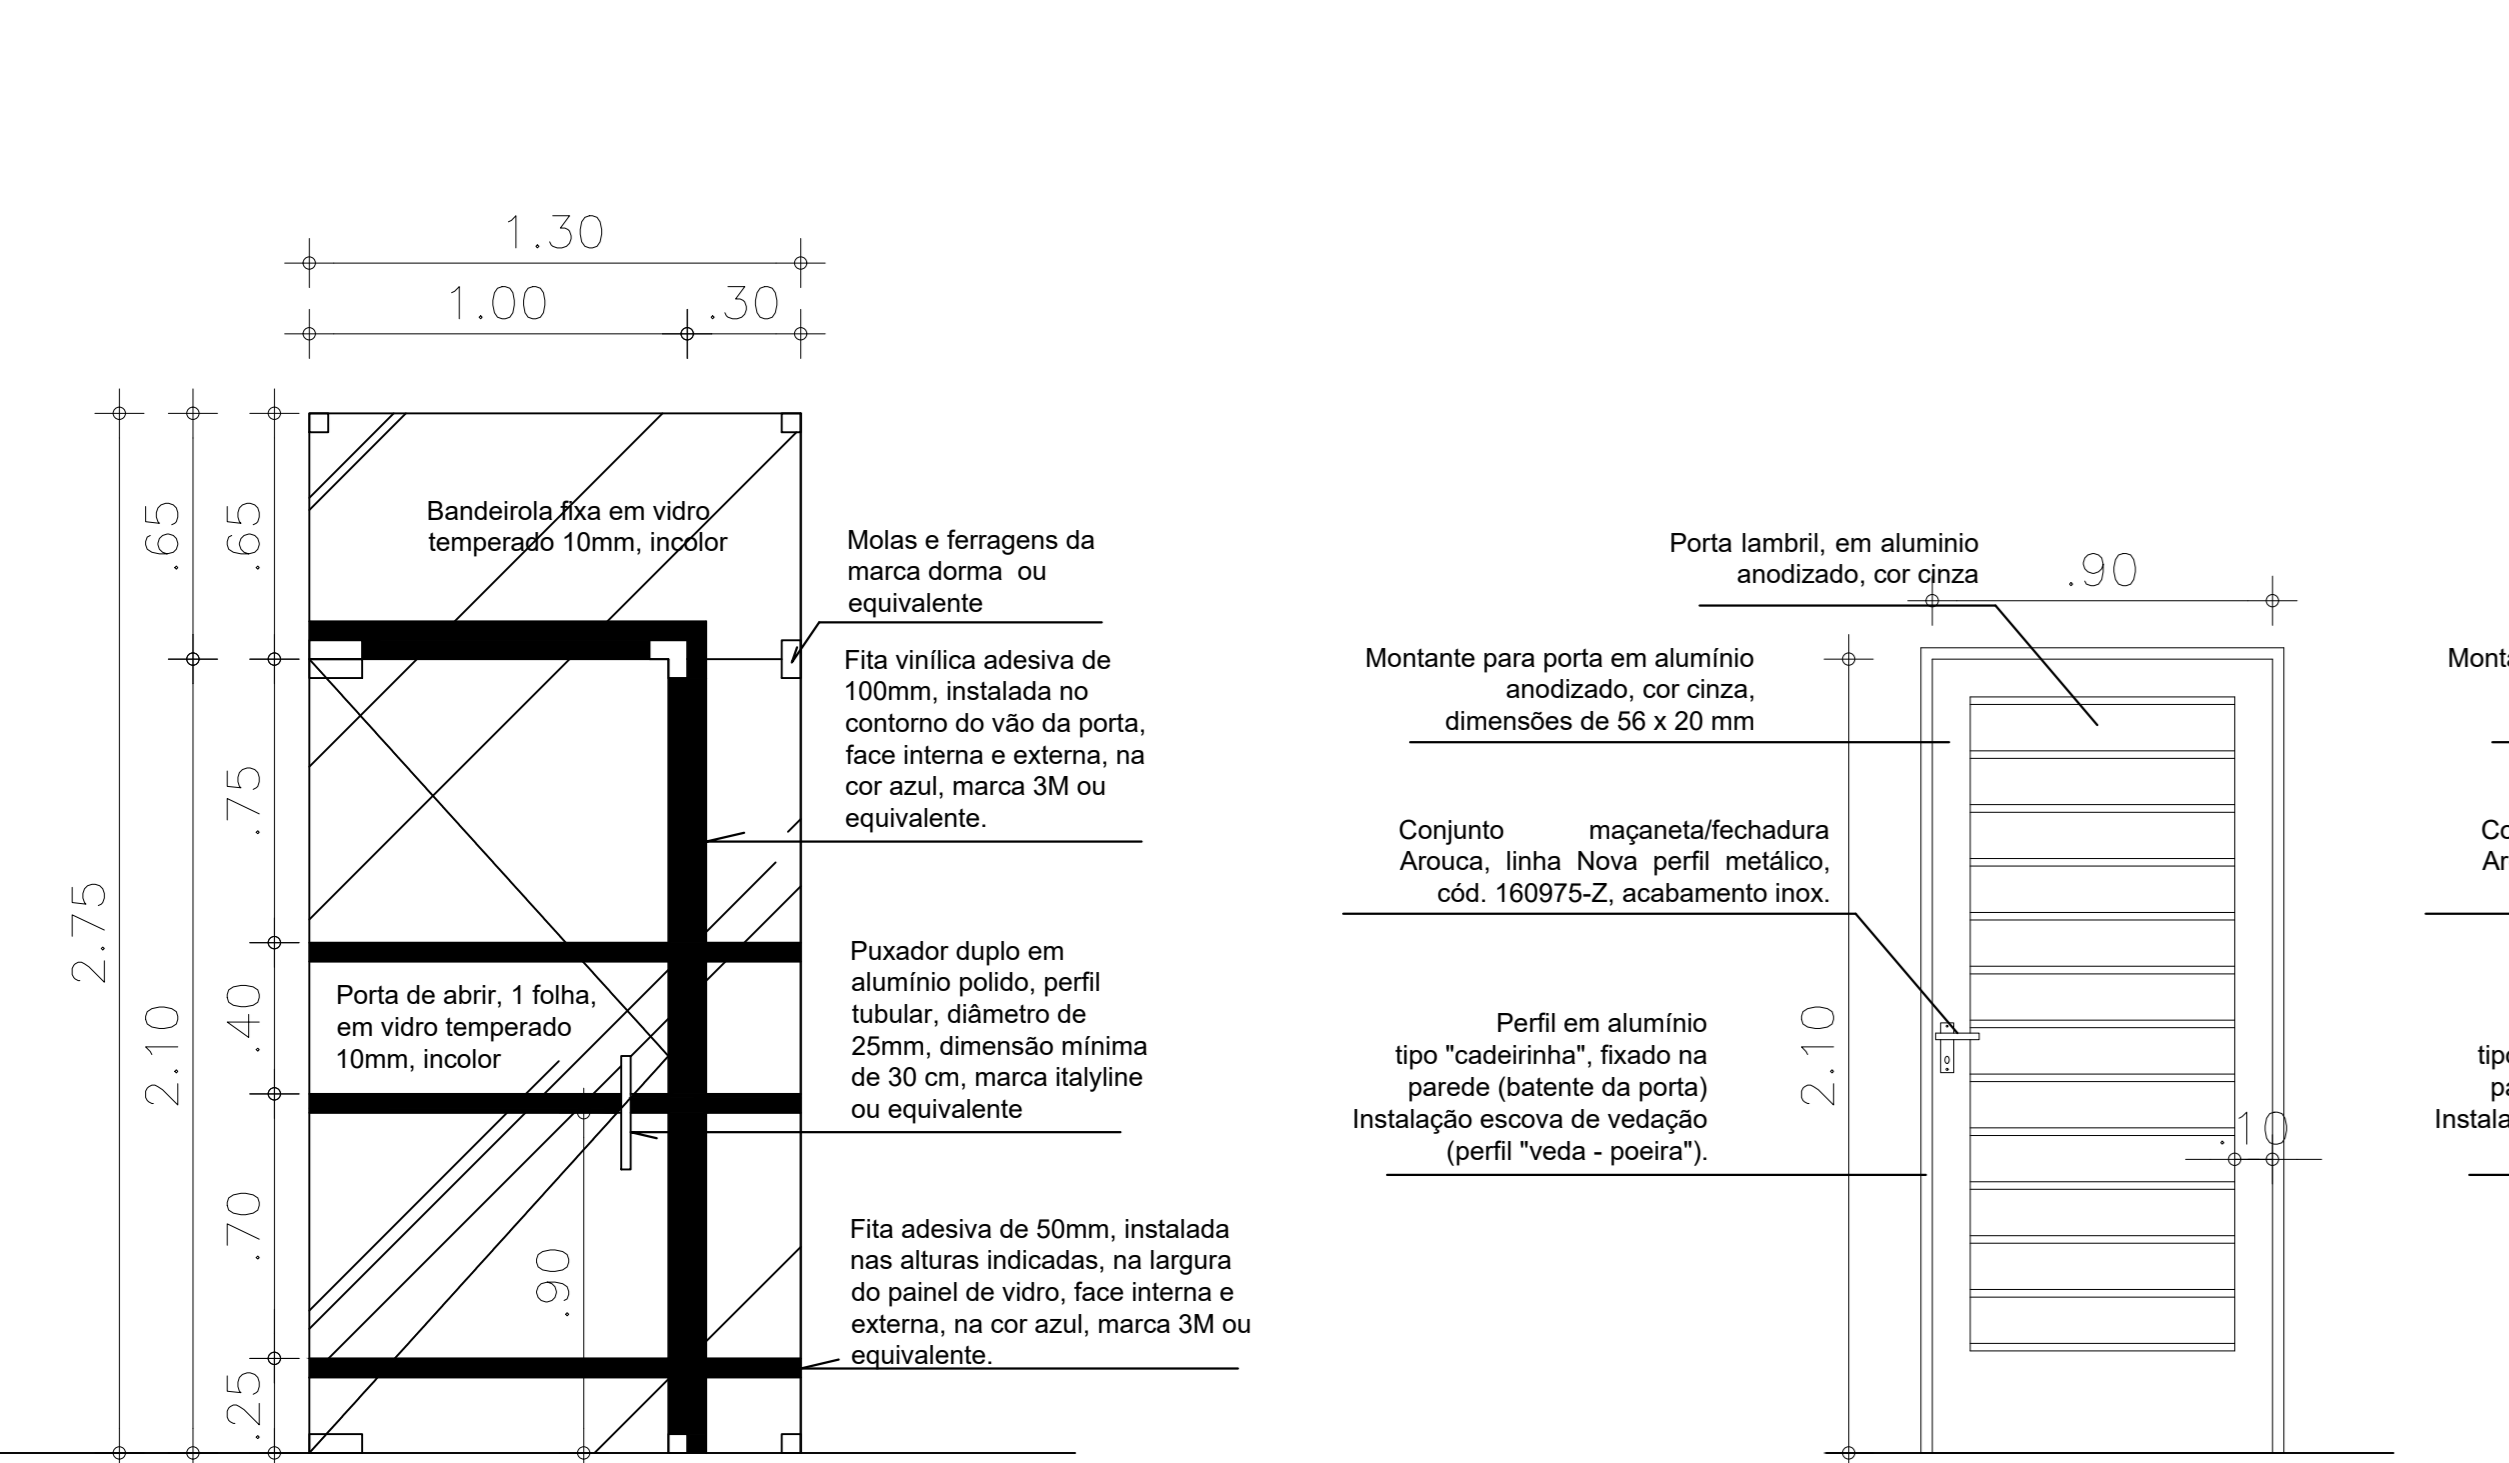 1.30
1.00
.30
.65
.65
.75
2.75
.40
2.10
.70
.90
.25
Bandeirola fixa em vidro
temperado 10mm, incolor
Molas e ferragens da
marca dorma ou
equivalente
Fita vinílica adesiva de
100mm, instalada no
contorno do vão da porta,
face interna e externa, na
cor azul, marca 3M ou
equivalente.
Porta de abrir, 1 folha,
em vidro temperado
10mm, incolor
Puxador duplo em
alumínio polido, perfil
tubular, diâmetro de
25mm, dimensão mínima
de 30 cm, marca italyline
ou equivalente
Fita adesiva de 50mm, instalada
nas alturas indicadas, na largura
do painel de vidro, face interna e
externa, na cor azul, marca 3M ou
equivalente.
Porta lambril, em aluminio
anodizado, cor cinza
.90
Montante para porta em alumínio
anodizado, cor cinza,
dimensões de 56 x 20 mm
Conjunto maçaneta/fechadura
Arouca, linha Nova perfil metálico,
cód. 160975-Z, acabamento inox.
Perfil em alumínio
tipo "cadeirinha", fixado na
parede (batente da porta)
Instalação escova de vedação
(perfil "veda - poeira").
2.10
.10
Monta
Co
Ar
tipo
pa
Instala